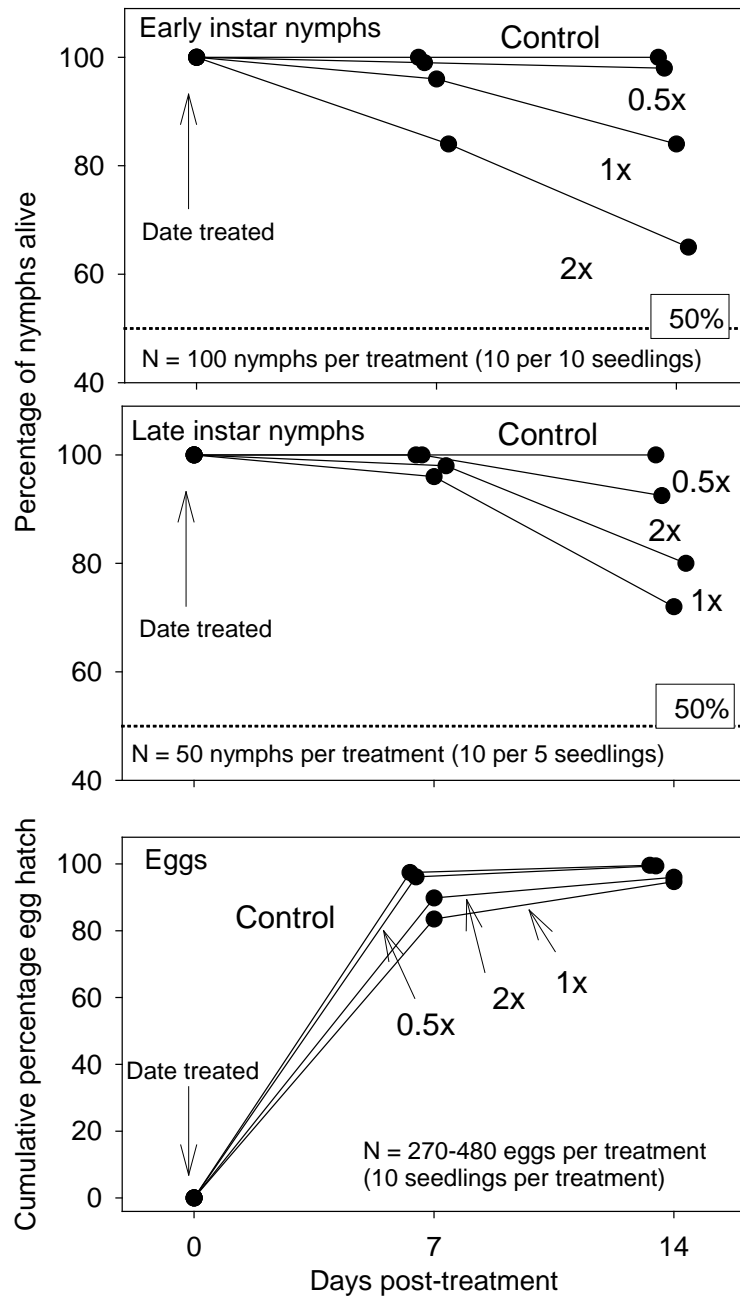 Early instar nymphs
Control
0.5x
1x
2x
Date treated
50%
N = 100 nymphs per treatment (10 per 10 seedlings)
100
80
60
40
Percentage of nymphs alive
Late instar nymphs
Control
0.5x
2x
1x
Date treated
50%
N = 50 nymphs per treatment (10 per 5 seedlings)
100
80
60
40
Eggs
Control
0.5x
2x
1x
Date treated
N = 270-480 eggs per treatment
(10 seedlings per treatment)
100
80
60
40
20
0
Cumulative percentage egg hatch
0 7 14
Days post-treatment